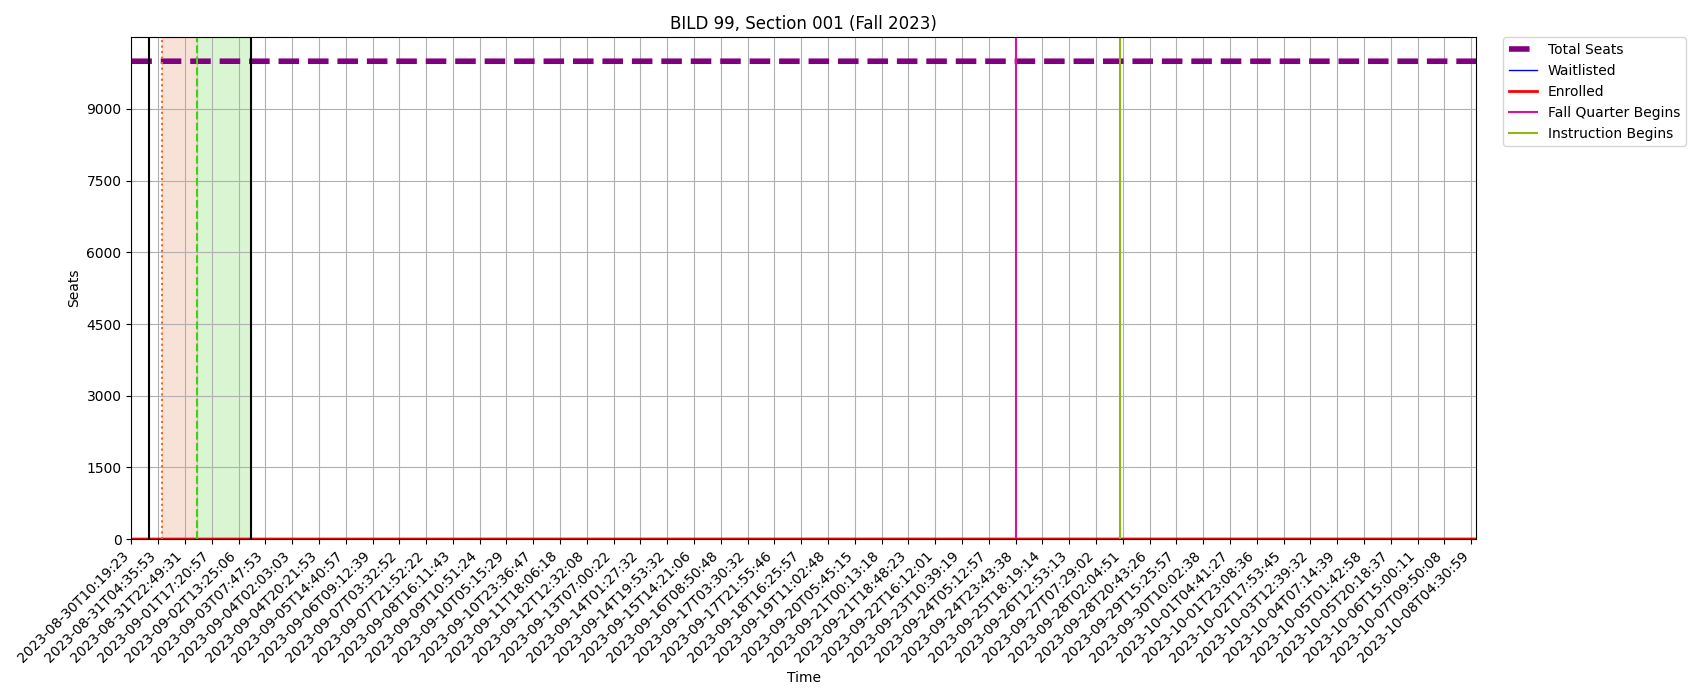 BILD 99, Section 001 (Fall 2023)
Total Seats
Waitlisted
Enrolled
Fall Quarter Begins
Instruction Begins
Seats
9000
7500
6000
4500
3000
1500
0
2023-08-30T10:19:23
2023-08-31T04:35:53
2023-08-31T22:49:31
2023-09-01T17:20:57
2023-09-02T13:25:06
2023-09-03T07:47:53
2023-09-04T02:03:03
2023-09-04T20:21:53
2023-09-05T14:40:57
2023-09-06T09:12:39
2023-09-07T03:32:52
2023-09-07T21:52:22
2023-09-08T16:11:43
2023-09-09T10:51:24
2023-09-10T05:15:29
2023-09-10T23:36:47
2023-09-11T18:06:18
2023-09-12T12:32:08
2023-09-13T07:00:22
2023-09-14T01:27:32
2023-09-14T19:53:32
2023-09-15T14:21:06
2023-09-16T08:50:48
2023-09-17T03:30:32
2023-09-17T21:55:46
2023-09-18T16:25:57
2023-09-19T11:02:48
2023-09-20T05:45:15
2023-09-21T00:13:18
2023-09-21T18:48:23
2023-09-22T16:12:01
2023-09-23T10:39:19
2023-09-24T05:12:57
2023-09-24T23:43:38
2023-09-25T18:19:14
2023-09-26T12:53:13
2023-09-27T07:29:02
2023-09-28T02:04:51
2023-09-28T20:43:26
2023-09-29T15:25:57
2023-09-30T10:02:38
2023-10-01T04:41:27
2023-10-01T23:08:36
2023-10-02T17:53:45
2023-10-03T12:39:32
2023-10-04T07:14:39
2023-10-05T01:42:58
2023-10-05T20:18:37
2023-10-06T15:00:11
2023-10-07T09:50:08
2023-10-08T04:30:59
Time